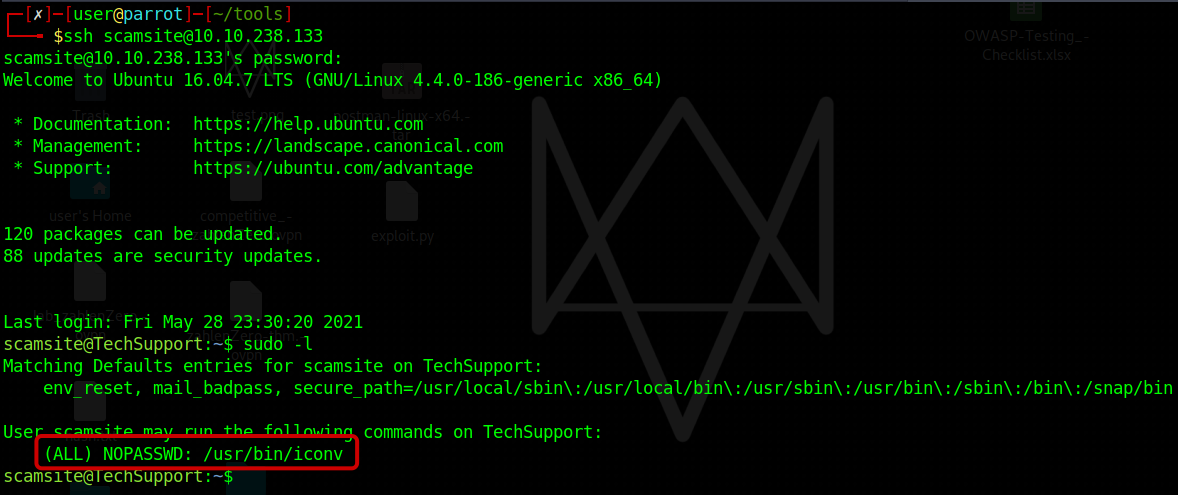 [✗]─[user@parrot]─[~/tools]
$ssh scamsite@10.10.238.133
scamsite@10.10.238.133's password:
Welcome to Ubuntu 16.04.7 LTS (GNU/Linux 4.4.0-186-generic x86_64)
* Documentation:  https://help.ubuntu.com
* Management:     https://landscape.canonical.com
* Support:        https://ubuntu.com/advantage
120 packages can be updated.
88 updates are security updates.
Last login: Fri May 28 23:30:20 2021
scamsite@TechSupport:~$ sudo -l
Matching Defaults entries for scamsite on TechSupport:
env_reset, mail_badpass, secure_path=/usr/local/sbin\:/usr/local/bin\:/usr/sbin\:/usr/bin\:/sbin\:/bin\:/snap/bin
User scamsite may run the following commands on TechSupport:
(ALL) NOPASSWD: /usr/bin/iconv
scamsite@TechSupport:~$
OWASP-Testing_-
Checklist.xlsx
Trash
user's Home
competitive_-
exploit.py